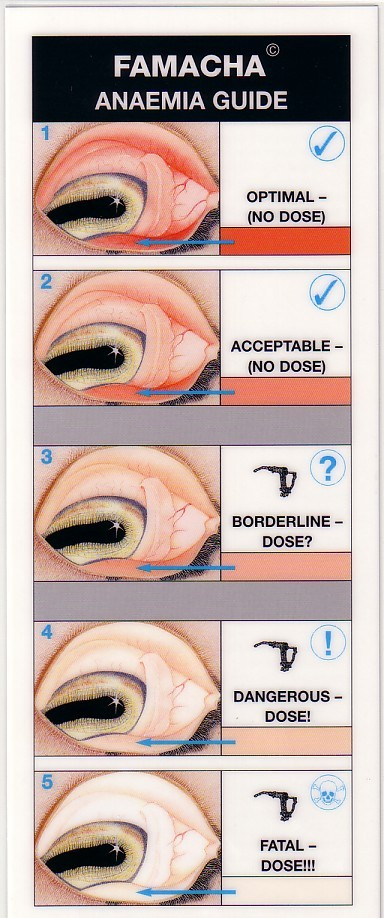 FAMACHA©
ANAEMIA GUIDE
1
OPTIMAL –
(NO DOSE)
2
ACCEPTABLE –
(NO DOSE)
3
?
BORDERLINE –
DOSE?
4
!
DANGEROUS –
DOSE!
5
FATAL –
DOSE!!!